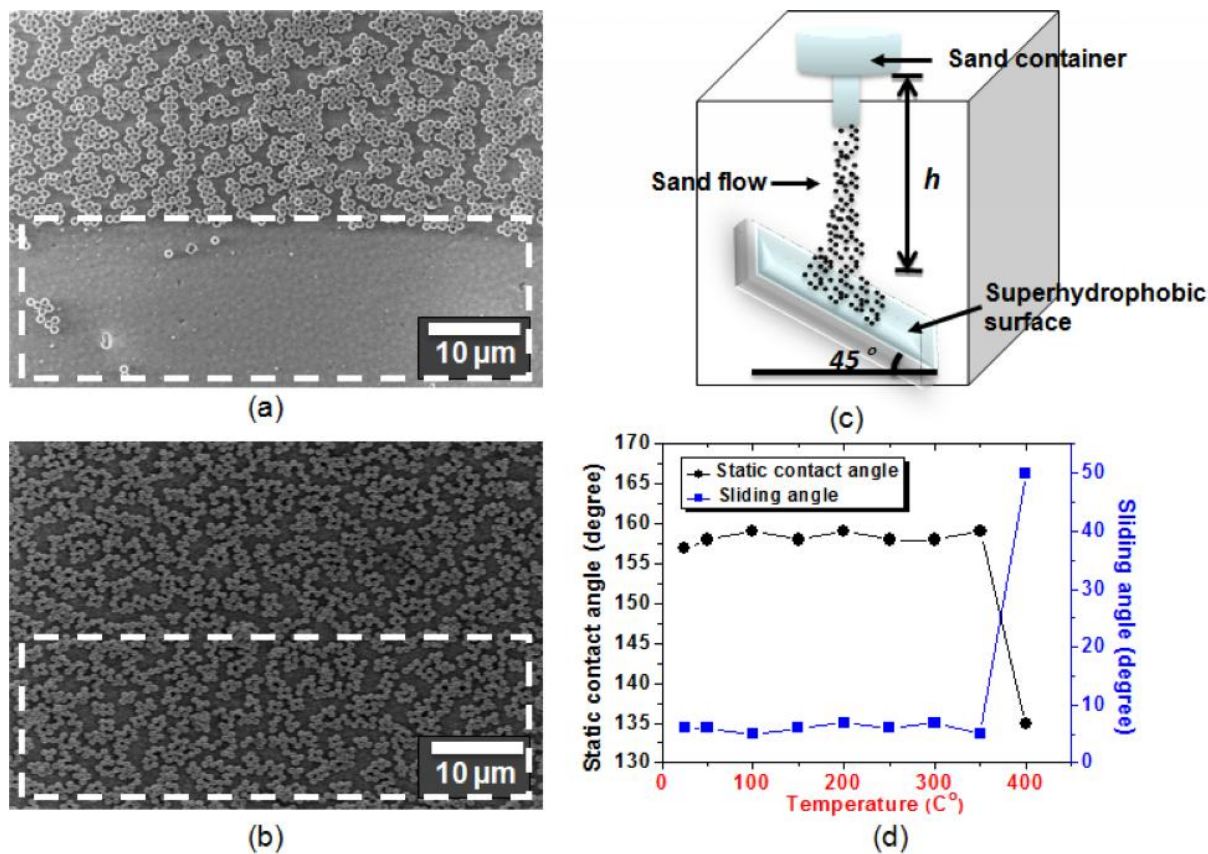 10 µm
(a)
Sand container
h
Sand flow
Superhydrophobic
surface
45°
(c)
10 µm
(b)
170
165
160
155
150
145
140
135
130
Static contact angle (degree)
Static contact angle
Sliding angle
50
40
30
20
10
0
Sliding angle (degree)
0
100
200
300
400
Temperature (C°)
(d)